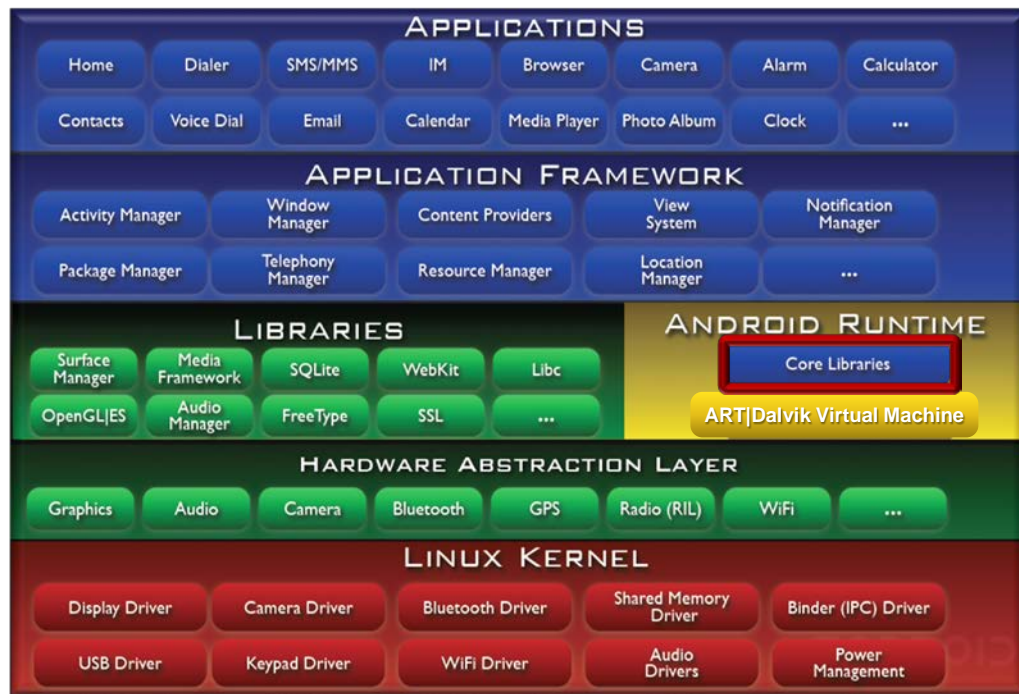 APPLICATIONS
Home Dialer SMS/MMS IM Browser Camera Alarm Calculator
Contacts Voice Dial Email Calendar Media Player Photo Album Clock ...
APPLICATION FRAMEWORK
Activity Manager
Window
Manager
Content Providers
View
System
Notification
Manager
Package Manager
Telephony
Manager
Resource Manager
Location
Manager
...
LIBRARIES
Surface
Manager
Media
Framework
SQLite
WebKit
Libc
OpenGL|ES
Audio
Manager
FreeType
SSL
...
ANDROID RUNTIME
Core Libraries
ART|Dalvik Virtual Machine
HARDWARE ABSTRACTION LAYER
Graphics Audio Camera Bluetooth GPS Radio (RIL) WiFi ...
LINUX KERNEL
Display Driver
Camera Driver
Bluetooth Driver
Shared Memory
Driver
Binder (IPC) Driver
USB Driver
Keypad Driver
WiFi Driver
Audio
Drivers
Power
Management